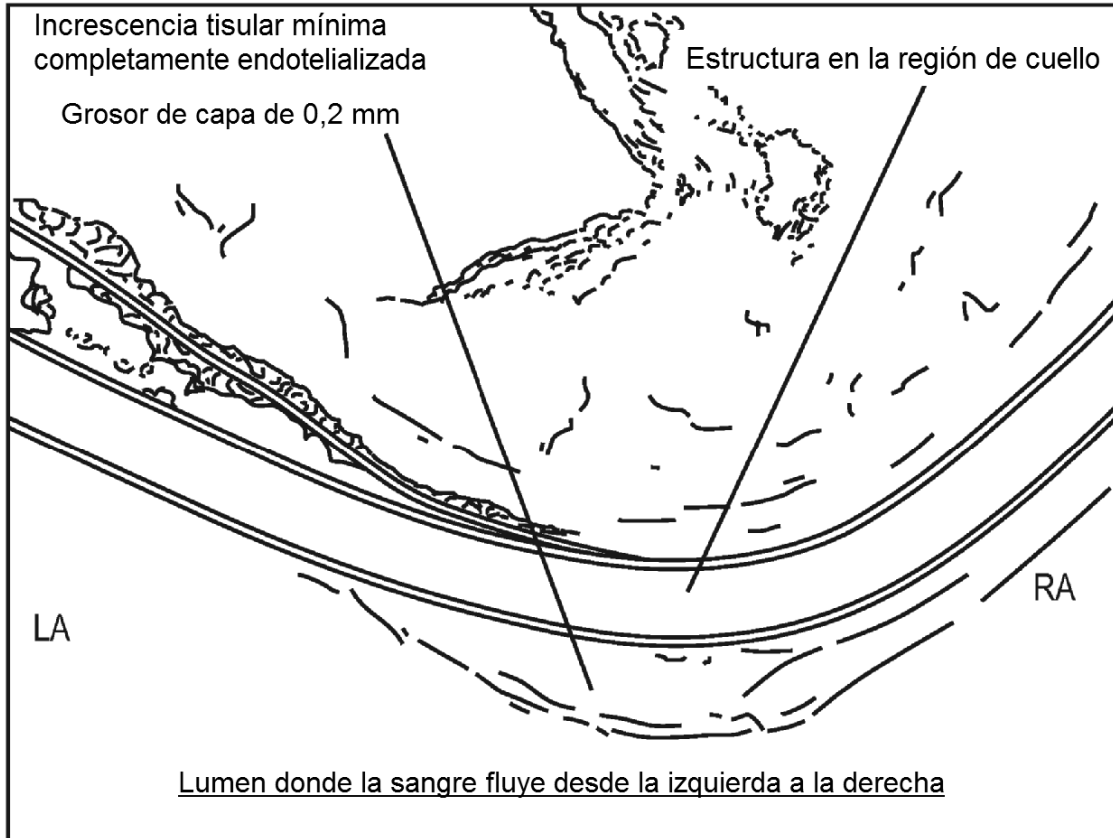 Increscencia tisular mínima
completamente endotelializada
Grosor de capa de 0,2 mm
Estructura en la región de cuello
LA
RA
Lumen donde la sangre fluye desde la izquierda a la derecha